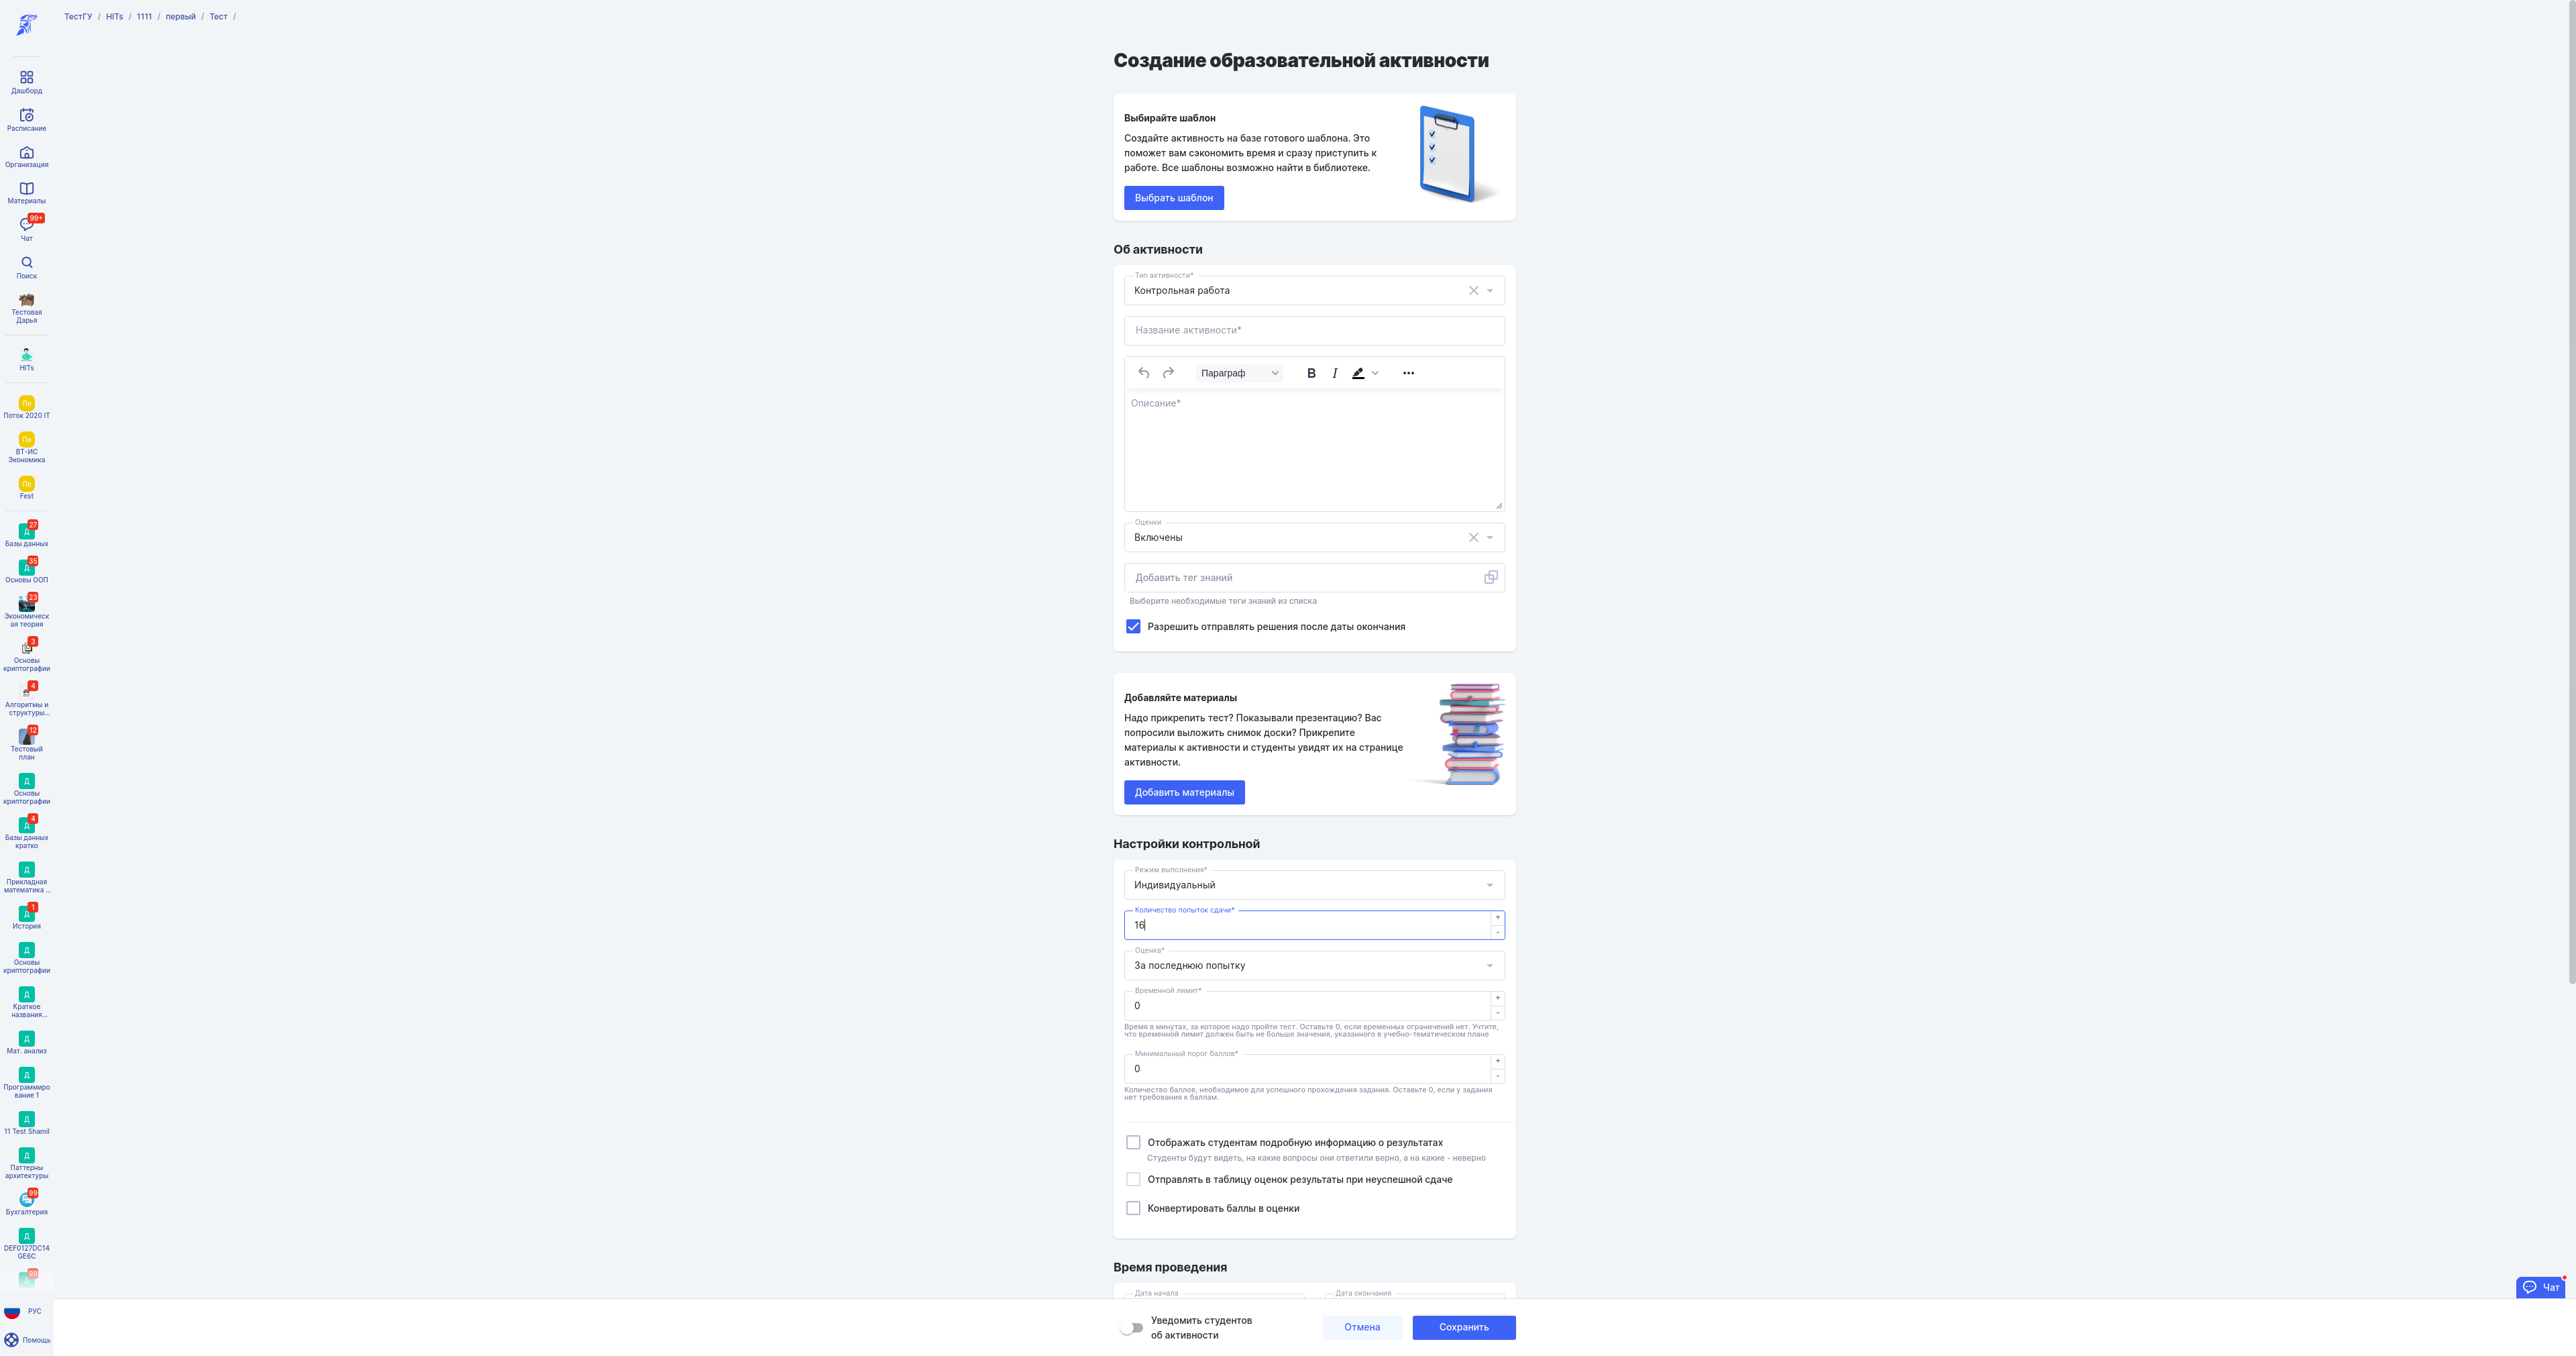 ТестГУ / HITs / 1111 / первый / Тест /
Дашборд
Расписание
Организация
Материалы
99+
Чат
Поиск
Тестовая
Дарья
HITs
По
Поток 2020 IT
По
ВТ-ИС
Экономика
По
Fest
27
Д
Базы данных
35
Д
Основы ООП
23
Экономическ
ая теория
3
Основы
криптографии
4
Алгоритмы и
структуры...
12
Тестовый
план
Д
Основы
криптографии
4
Д
Базы данных
кратко
Д
Прикладная
математика ...
1
Д
История
Д
Основы
криптографии
Д
Краткое
названия...
Д
Мат. анализ
Д
Программиро
вание 1
Д
11 Test Shamil
Д
Паттерны
архитектуры
99
Бухгалтерия
Д
DEF0127DC14
GE6C
99
Д
РУС
Помощь
Создание образовательной активности
Выбирайте шаблон
Создайте активность на базе готового шаблона. Это
поможет вам сэкономить время и сразу приступить к
работе. Все шаблоны возможно найти в библиотеке.
Выбрать шаблон
Об активности
Тип активности*
Контрольная работа
Название активности*
Параграф
B I
Описание*
Оценки
Включены
Добавить тег знаний
Выберите необходимые теги знаний из списка
Разрешить отправлять решения после даты окончания
Добавляйте материалы
Надо прикрепить тест? Показывали презентацию? Вас
попросили выложить снимок доски? Прикрепите
материалы к активности и студенты увидят их на странице
активности.
Добавить материалы
Настройки контрольной
Режим выполнения*
Индивидуальный
Количество попыток сдачи*
16
+
-
Оценка*
За последнюю попытку
Временной лимит*
0
+
-
Время в минутах, за которое надо пройти тест. Оставьте 0, если временных ограничений нет. Учтите,
что временной лимит должен быть не больше значения, указанного в учебно-тематическом плане
Минимальный порог баллов*
0
+
-
Количество баллов, необходимое для успешного прохождения задания. Оставьте 0, если у задания
нет требования к баллам.
Отображать студентам подробную информацию о результатах
Студенты будут видеть, на какие вопросы они ответили верно, а на какие - неверно
Отправлять в таблицу оценок результаты при неуспешной сдаче
Конвертировать баллы в оценки
Время проведения
Дата начала
Дата окончания
Уведомить студентов
об активности
Отмена
Сохранить
Чат